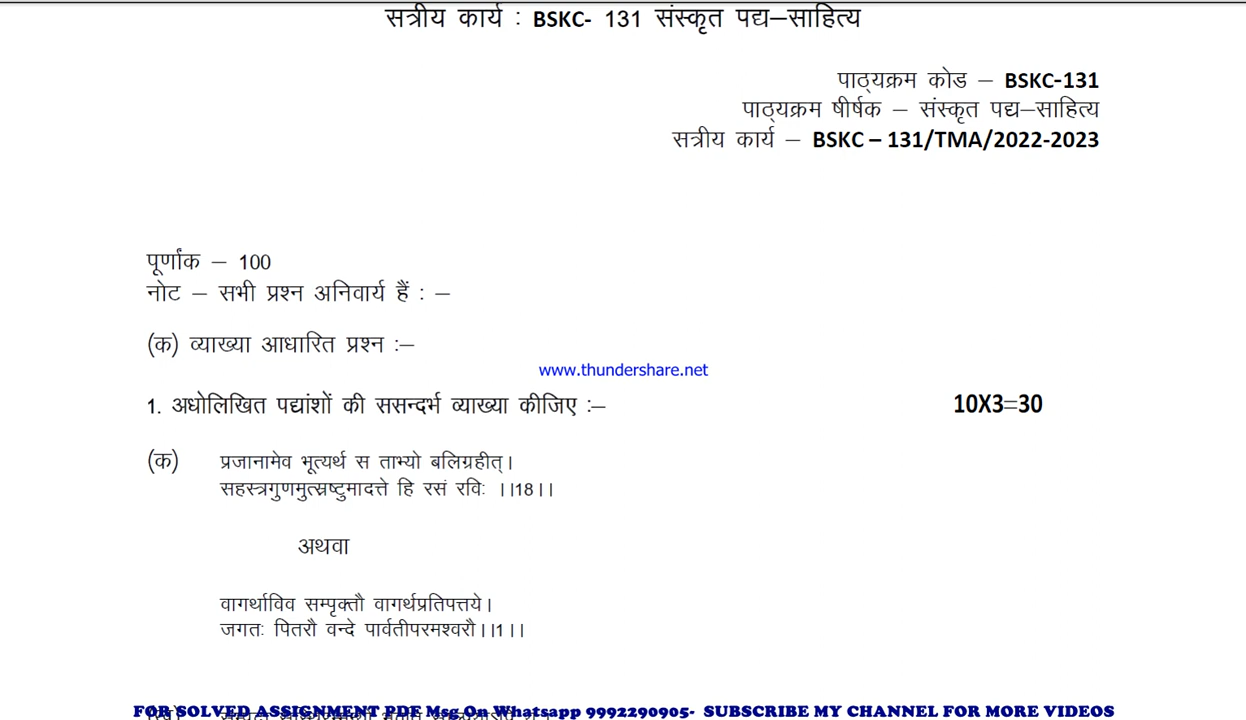 सत्रीय कार्य : BSKC- 131 संस्कृत पद्य–साहित्य
पाठ्यक्रम कोड – BSKC-131
पाठ्यक्रम षीर्षक – संस्कृत पद्य–साहित्य
सत्रीय कार्य – BSKC – 131/TMA/2022-2023
पूर्णांक – 100
नोट – सभी प्रश्न अनिवार्य हैं : –
(क) व्याख्या आधारित प्रश्न :–
www.thundershare.net
1. अधोलिखित पद्यांशों की ससन्दर्भ व्याख्या कीजिए :– 10X3=30
(क) प्रजानामेव भूत्यर्थ स ताभ्यो बलिग्रहीत्।
सहस्त्रगुणमुत्स्रष्टुमादत्ते हि रसं रविः ।।18।।
अथवा
वागर्थाविव सम्पृक्तौ वागर्थप्रतिपत्तये।
जगतः पितरौ वन्दे पार्वतीपरमश्वरौ।।1।।
FOR SOLVED ASSIGNMENT PDF Msg On Whatsapp 9992290905- SUBSCRIBE MY CHANNEL FOR MORE VIDEOS